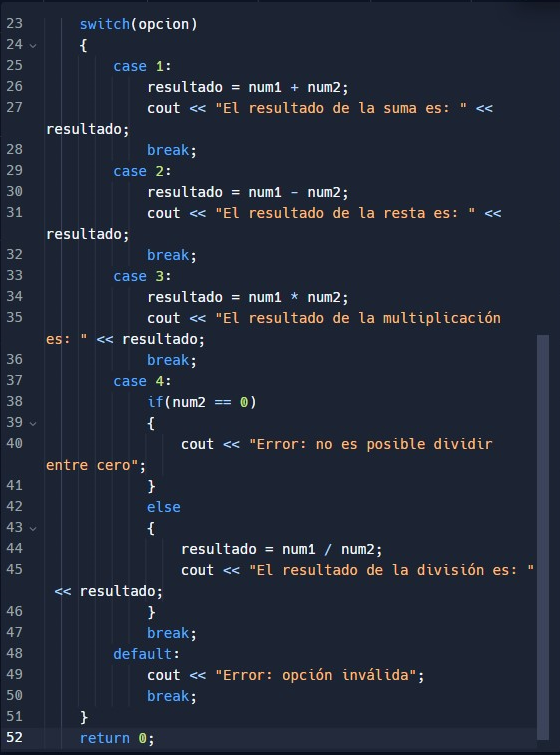 23 switch(opcion)
24 {
25 case 1:
26 resultado = num1 + num2;
27 cout << "El resultado de la suma es: " <<
resultado;
28 break;
29 case 2:
30 resultado = num1 - num2;
31 cout << "El resultado de la resta es: " <<
resultado;
32 break;
33 case 3:
34 resultado = num1 * num2;
35 cout << "El resultado de la multiplicación
es: " << resultado;
36 break;
37 case 4:
38 if(num2 == 0)
39 {
40 cout << "Error: no es posible dividir
entre cero";
41 }
42 else
43 {
44 resultado = num1 / num2;
45 cout << "El resultado de la división es: "
<< resultado;
46 }
47 break;
48 default:
49 cout << "Error: opción inválida";
50 break;
51 }
52 return 0;